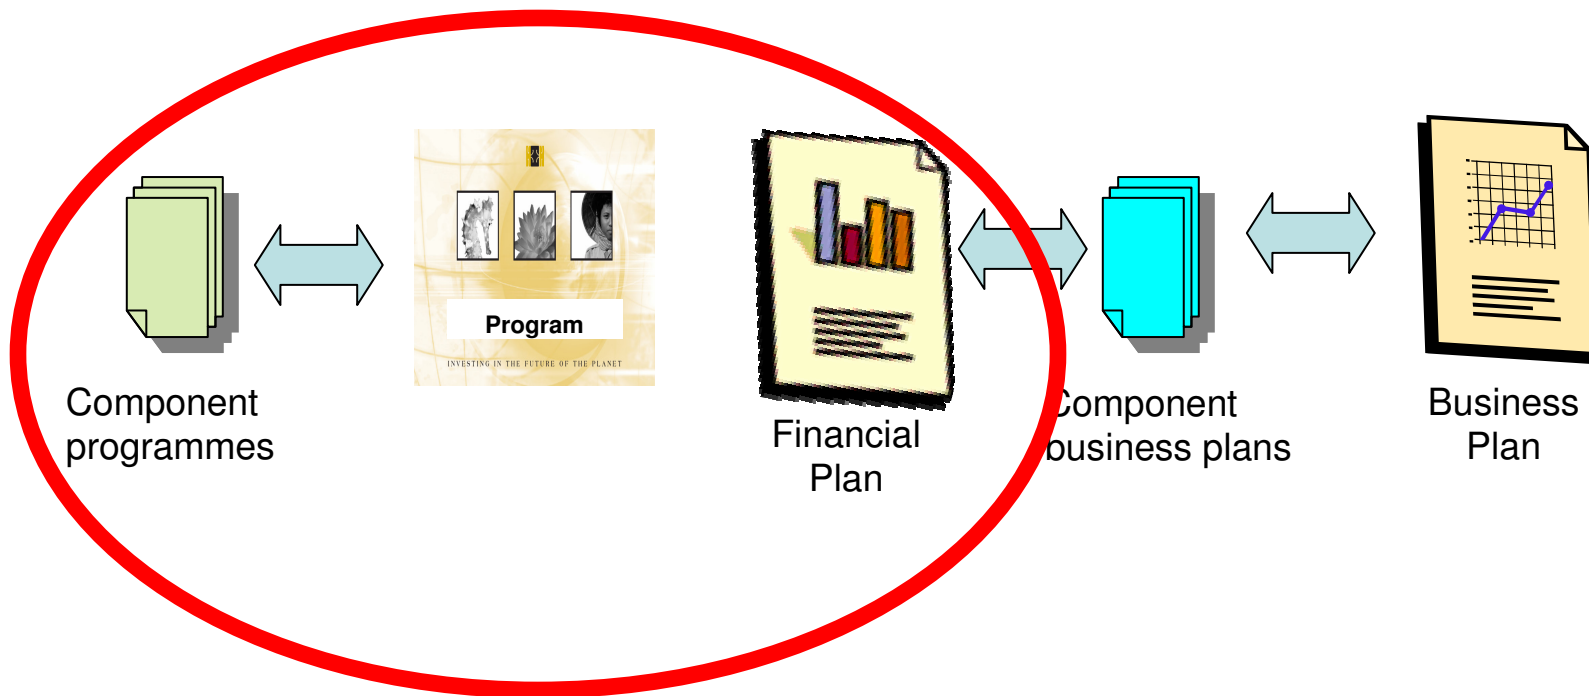 Program
INVESTING IN THE FUTURE OF THE PLANET
Component
programmes
Financial
Plan
Component
business plans
Business
Plan